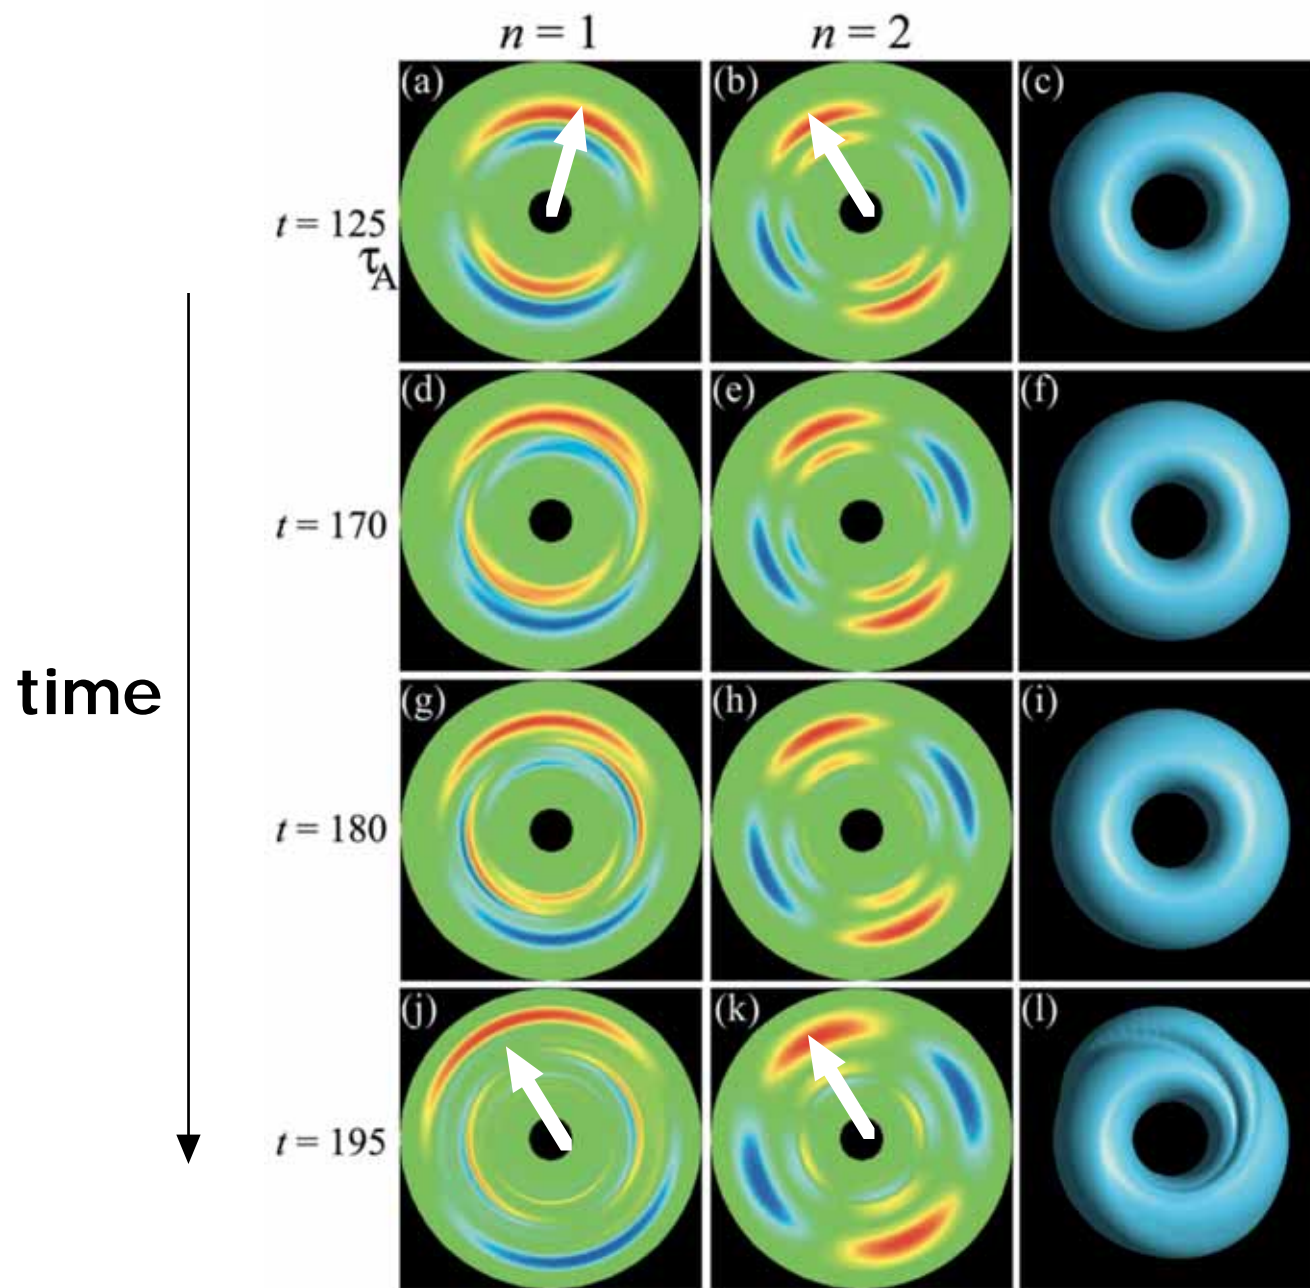 n = 1 n = 2
(a) (b) (c)
t = 125
τA
(d) (e) (f)
t = 170
time
(g) (h) (i)
t = 180
(j) (k) (l)
t = 195